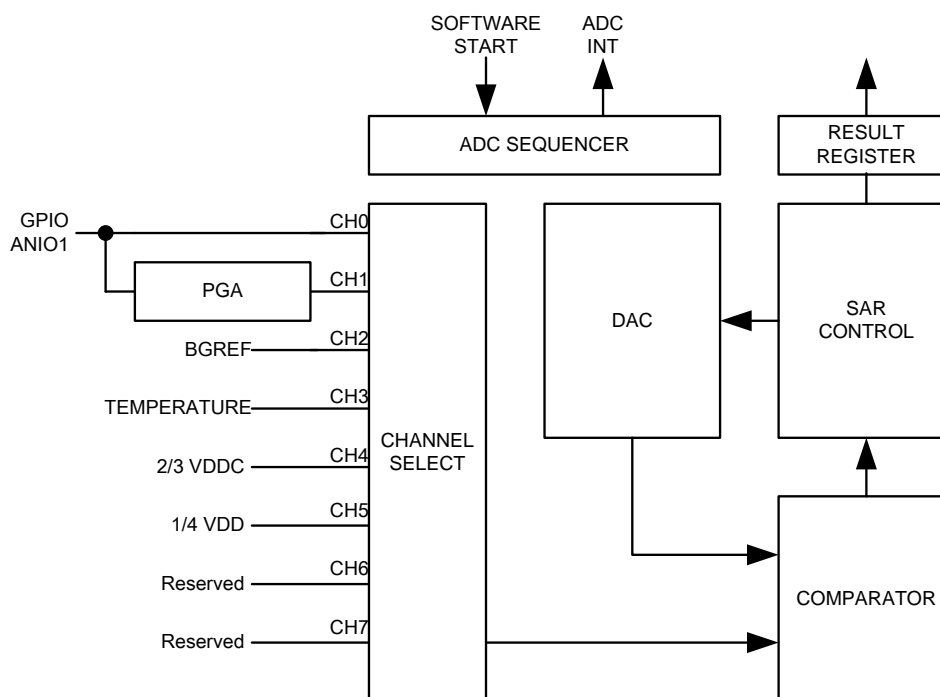 SOFTWARE
START
ADC
INT
ADC SEQUENCER
RESULT
REGISTER
GPIO
ANIO1
CH0
PGA
CH1
BGREF
CH2
TEMPERATURE
CH3
2/3 VDDC
CH4
1/4 VDD
CH5
Reserved
CH6
Reserved
CH7
CHANNEL
SELECT
DAC
SAR
CONTROL
COMPARATOR